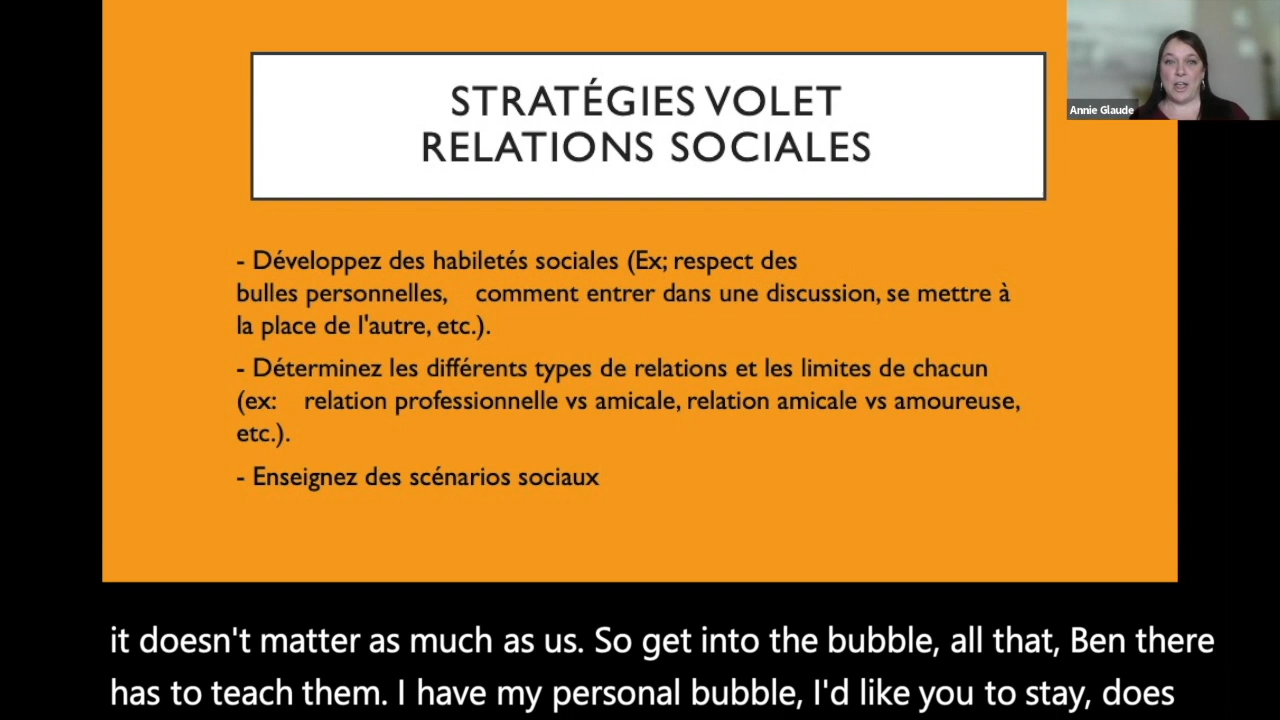 STRATÉGIES VOLET
RELATIONS SOCIALES
Annie Glaude
- Développez des habiletés sociales (Ex; respect des
bulles personnelles, comment entrer dans une discussion, se mettre à
la place de l'autre, etc.).
- Déterminez les différents types de relations et les limites de chacun
(ex: relation professionnelle vs amicale, relation amicale vs amoureuse,
etc.).
- Enseignez des scénarios sociaux
it doesn't matter as much as us. So get into the bubble, all that, Ben there
has to teach them. I have my personal bubble, I'd like you to stay, does